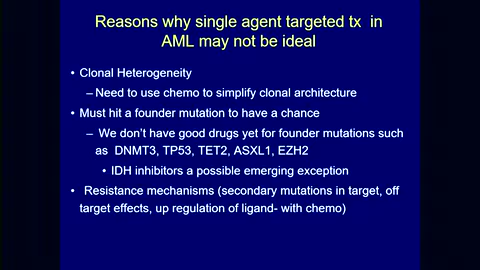 Reasons why single agent targeted tx in
AML may not be ideal
• Clonal Heterogeneity
– Need to use chemo to simplify clonal architecture
• Must hit a founder mutation to have a chance
– We don't have good drugs yet for founder mutations such
as DNMT3, TP53, TET2, ASXL1, EZH2
• IDH inhibitors a possible emerging exception
• Resistance mechanisms (secondary mutations in target, off
target effects, up regulation of ligand- with chemo)